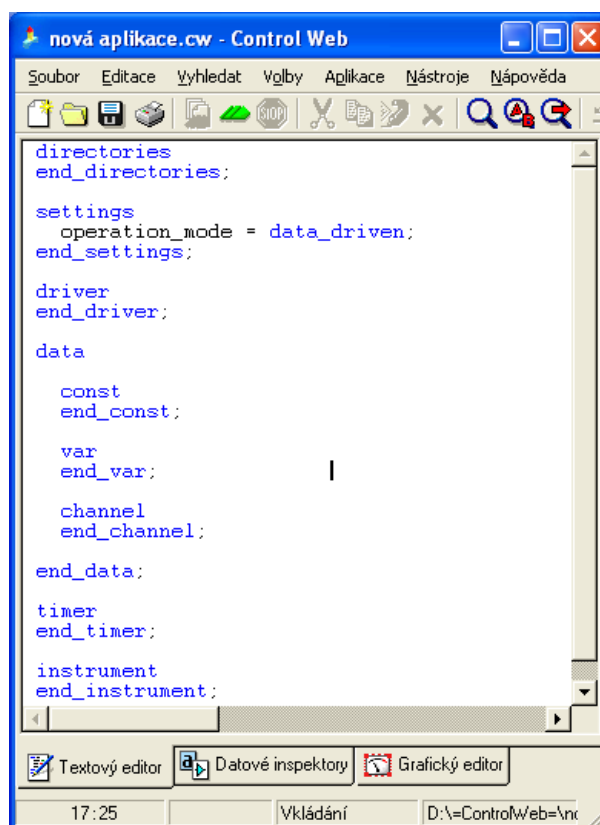 nová aplikace.cw - Control Web
Soubor Editace Vyhledat Volby Aplikace Nástroje Nápověda
STOP
directories
end_directories;
settings
operation_mode = data_driven;
end_settings;
driver
end_driver;
data
const
end_const;
var
end_var;
channel
end_channel;
end_data;
timer
end_timer;
instrument
end_instrument;
Textový editor Datové inspektory Grafický editor
17:25 Vkládání D:\=ControlWeb=\